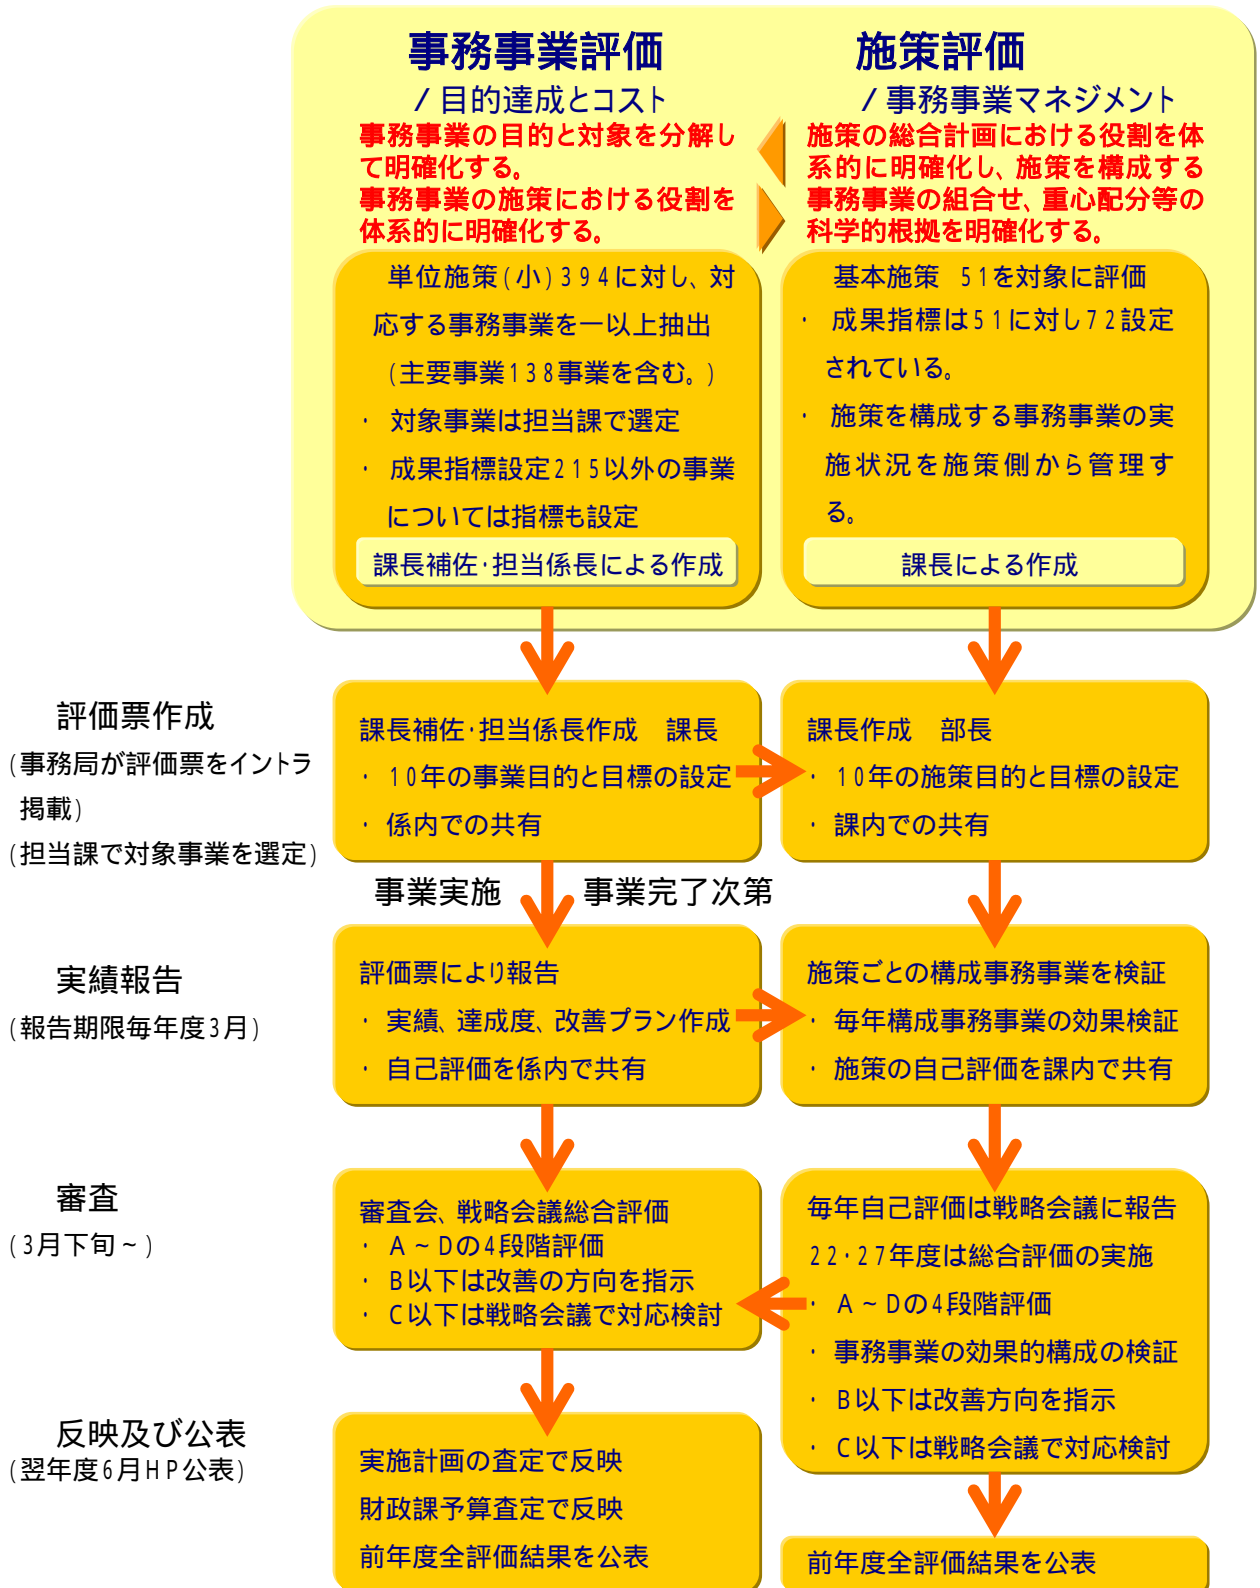 事務事業評価
/目的達成とコスト
事務事業の目的と対象を分解し
て明確化する。
事務事業の施策における役割を
体系的に明確化する。
単位施策(小)394に対し、対
応する事務事業を一以上抽出
(主要事業138事業を含む。)
・ 対象事業は担当課で選定
・ 成果指標設定215以外の事業
については指標も設定
課長補佐・担当係長による作成
施策評価
/事務事業マネジメント
施策の総合計画における役割を体
系的に明確化し、施策を構成する
事務事業の組合せ、重心配分等の
科学的根拠を明確化する。
基本施策 51を対象に評価
・ 成果指標は51に対し72設定
されている。
・ 施策を構成する事務事業の実
施状況を施策側から管理す
る。
課長による作成
評価票作成
(事務局が評価票をイントラ
掲載)
(担当課で対象事業を選定)
課長補佐・担当係長作成 課長
・ 10年の事業目的と目標の設定
・ 係内での共有
課長作成 部長
・ 10年の施策目的と目標の設定
・ 課内での共有
事業実施 事業完了次第
実績報告
(報告期限毎年度3月)
評価票により報告
・ 実績、達成度、改善プラン作成
・ 自己評価を係内で共有
施策ごとの構成事務事業を検証
・ 毎年構成事務事業の効果検証
・ 施策の自己評価を課内で共有
審査
(3月下旬~)
審査会、戦略会議総合評価
・ A~Dの4段階評価
・ B以下は改善の方向を指示
・ C以下は戦略会議で対応検討
毎年自己評価は戦略会議に報告
22・27年度は総合評価の実施
・ A~Dの4段階評価
・ 事務事業の効果的構成の検証
・ B以下は改善方向を指示
・ C以下は戦略会議で対応検討
反映及び公表
(翌年度6月HP公表)
実施計画の査定で反映
財政課予算査定で反映
前年度全評価結果を公表
前年度全評価結果を公表